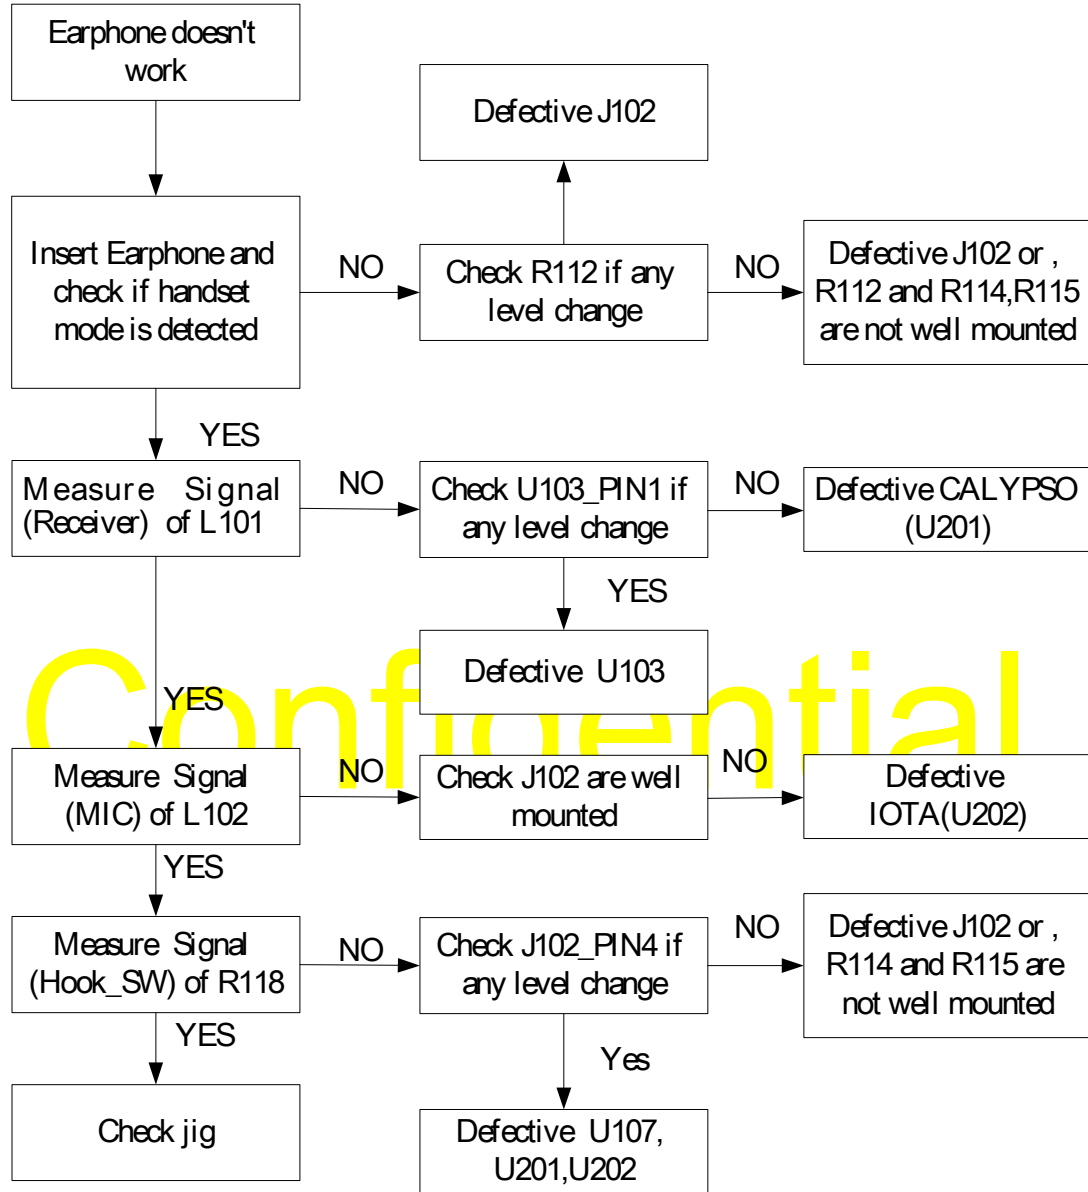 Earphone doesn't
work
Defective J102
Insert Earphone and
check if handset
mode is detected
NO
Check R112 if any
level change
NO
Defective J102 or ,
R112 and R114,R115
are not well mounted
YES
Measure Signal
(Receiver) of L101
NO
Check U103_PIN1 if
any level change
NO
Defective CALYPSO
(U201)
YES
Defective U103
Confidential
YES
Measure Signal
(MIC) of L102
NO
Check J102 are well
mounted
NO
Defective
IOTA(U202)
YES
Measure Signal
(Hook_SW) of R118
NO
Check J102_PIN4 if
any level change
NO
Defective J102 or ,
R114 and R115 are
not well mounted
YES
Yes
Check jig
Defective U107,
U201,U202